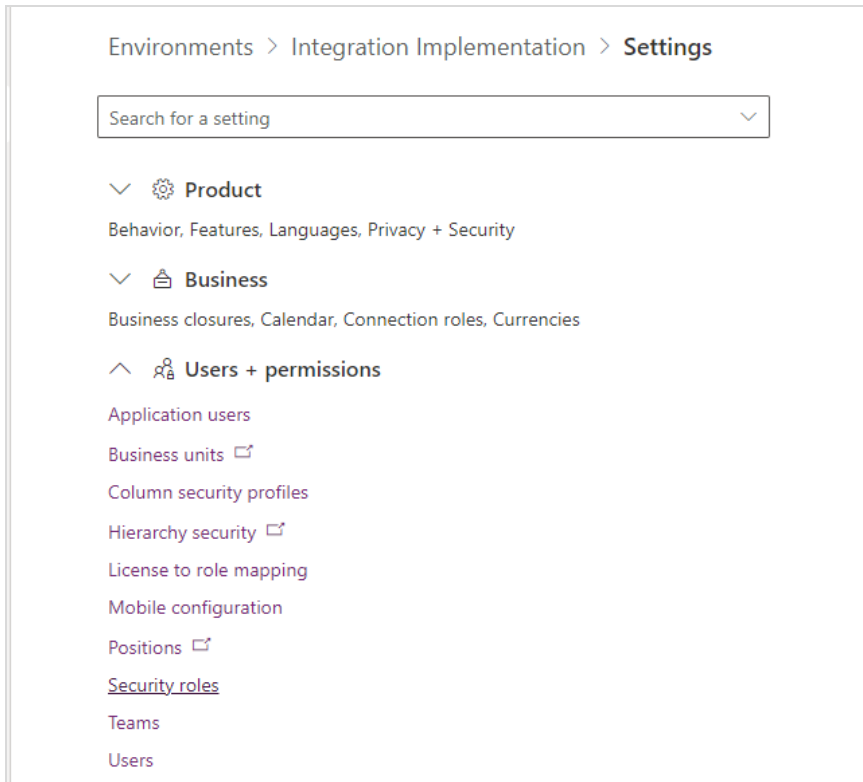 Environments > Integration Implementation > Settings
Search for a setting
Product
Behavior, Features, Languages, Privacy + Security
Business
Business closures, Calendar, Connection roles, Currencies
Users + permissions
Application users
Business units
Column security profiles
Hierarchy security
License to role mapping
Mobile configuration
Positions
Security roles
Teams
Users